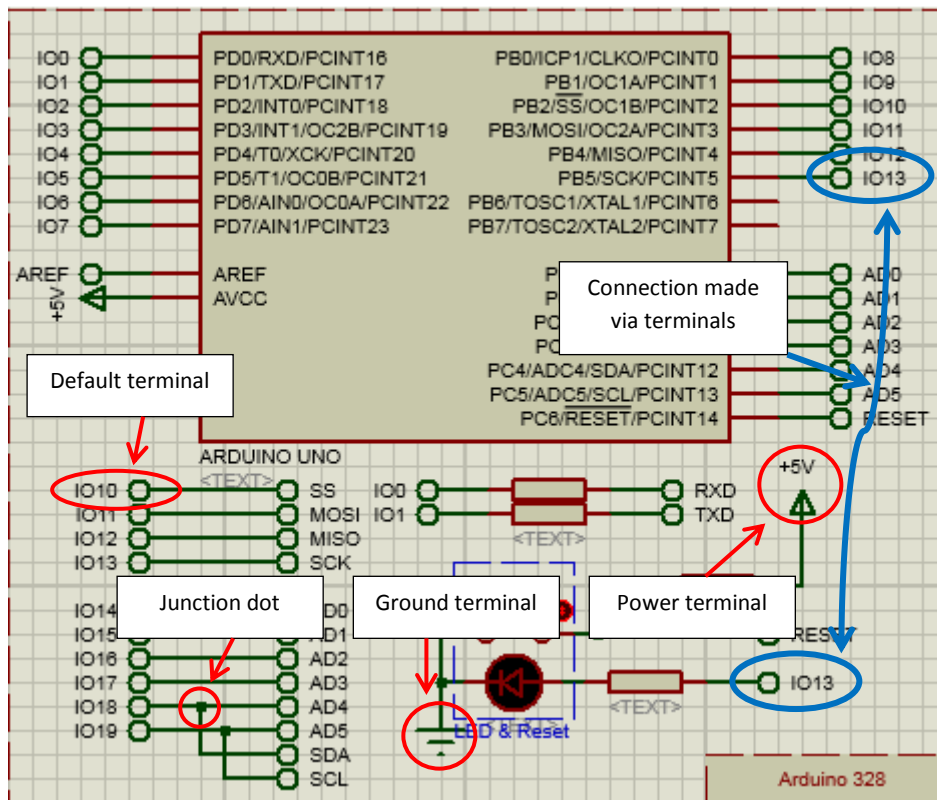 IO0 PD0/RXD/PCINT16 PB0/ICP1/CLKO/PCINT0 IO8
IO1 PD1/TXD/PCINT17 PB1/OC1A/PCINT1 IO9
IO2 PD2/INT0/PCINT18 PB2/SS/OC1B/PCINT2 IO10
IO3 PD3/INT1/OC2B/PCINT19 PB3/MOSI/OC2A/PCINT3 IO11
IO4 PD4/T0/XCK/PCINT20 PB4/MISO/PCINT4 IO12
IO5 PD5/T1/OC0B/PCINT21 PB5/SCK/PCINT5 IO13
IO6 PD6/AIN0/OC0A/PCINT22 PB6/TOSC1/XTAL1/PCINT6
IO7 PD7/AIN1/PCINT23 PB7/TOSC2/XTAL2/PCINT7
AREF AREF AD0
+5V AVCC AD1
AD2
AD3
Connection made
via terminals
PC4/ADC4/SDA/PCINT12 AD4
PC5/ADC5/SCL/PCINT13 AD5
PC6/RESET/PCINT14 RESET
Default terminal
ARDUINO UNO
<TEXT>
+5V
IO10 SS IO0 RXD
IO11 MOSI IO1 TXD
IO12 MISO <TEXT>
IO13 SCK
Junction dot
Ground terminal
Power terminal
IO14 AD0
IO15 AD1 RESET
IO16 AD2
IO17 AD3 IO13
IO18 AD4 <TEXT>
IO19 AD5 LED & Reset
SDA
SCL
Arduino 328